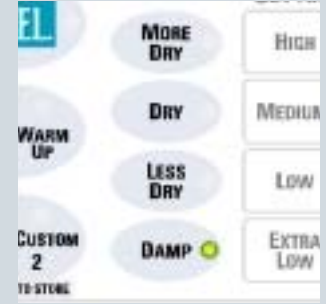 EL
MORE
DRY
HIGH
DRY
MEDIUM
WARM
UP
LESS
DRY
LOW
CUSTOM
2
TO STORE
DAMP
EXTRA
LOW